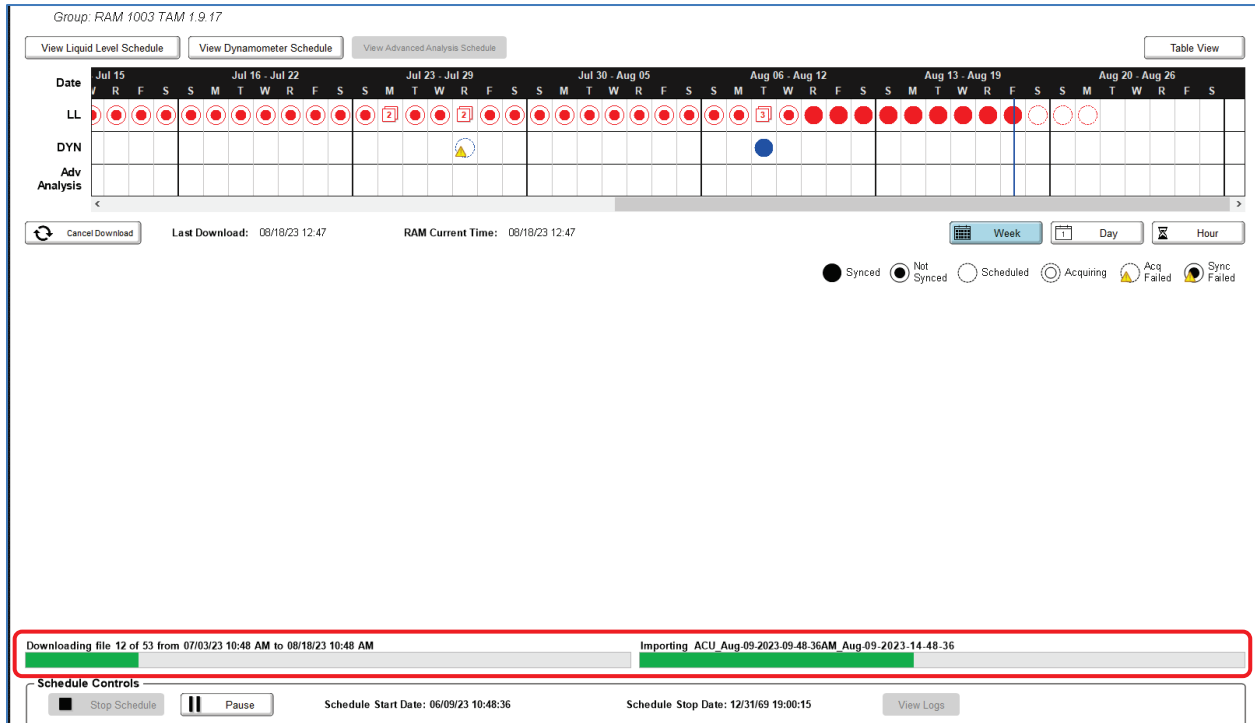 Group: RAM 1003 TAM 1.9.17
View Liquid Level Schedule View Dynamometer Schedule View Advanced Analysis Schedule Table View
Date Jul 15 Jul 16 - Jul 22 Jul 23 - Jul 29 Jul 30 - Aug 05 Aug 06 - Aug 12 Aug 13 - Aug 19 Aug 20 - Aug 26
R F S S M T W R F S S M T W R F S S M T W R F S S M T W R F S S M T W R F S S M T W R F S
LL 2 2 3
DYN
Adv
Analysis
Cancel Download Last Download: 08/18/23 12:47 RAM Current Time: 08/18/23 12:47 Week 1 Day Hour
Synced Not Synced Scheduled Acquiring Acq Failed Sync Failed
Downloading file 12 of 53 from 07/03/23 10:48 AM to 08/18/23 10:48 AM Importing ACU_Aug-09-2023-09-48-36AM_Aug-09-2023-14-48-36
Schedule Controls
Stop Schedule Pause Schedule Start Date: 06/09/23 10:48:36 Schedule Stop Date: 12/31/69 19:00:15 View Logs